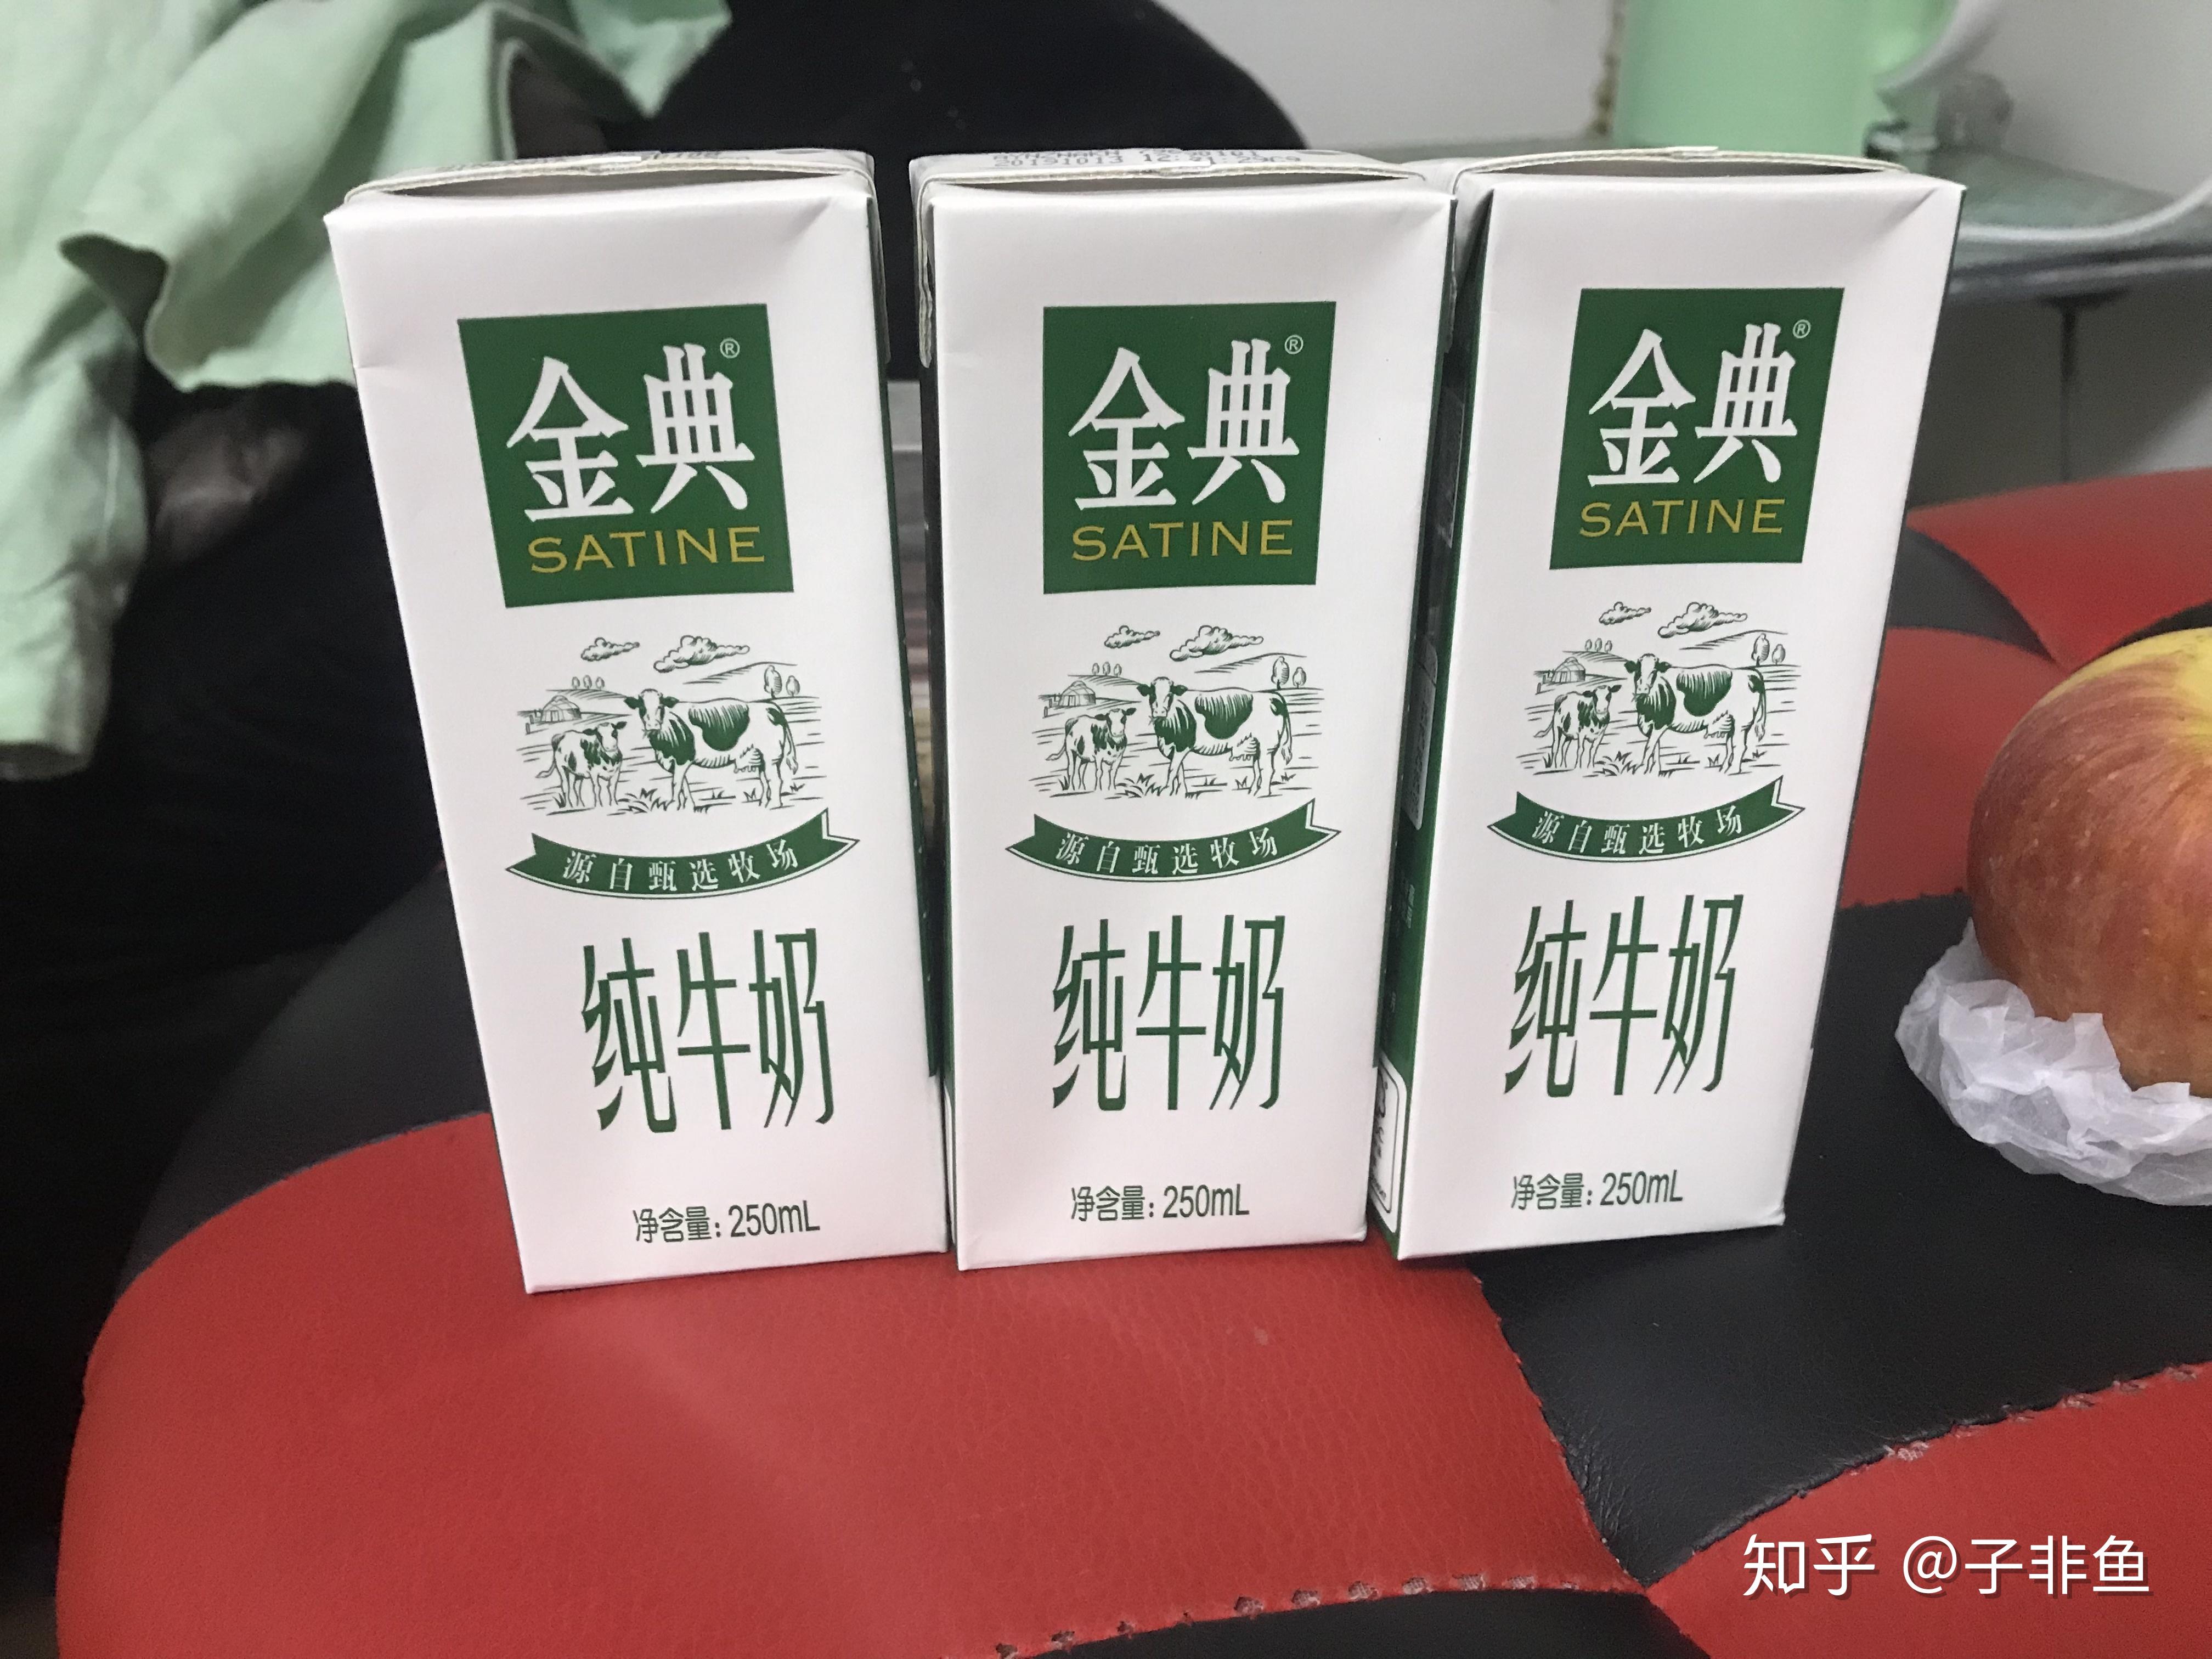 金典®
SATINE
源自甄选牧场
纯牛奶
净含量: 250mL
20191013 12:
金典®
SATINE
源自甄选牧场
纯牛奶
净含量: 250mL
金典®
SATINE
源自甄选牧场
纯牛奶
净含量: 250mL
知乎 @子非鱼